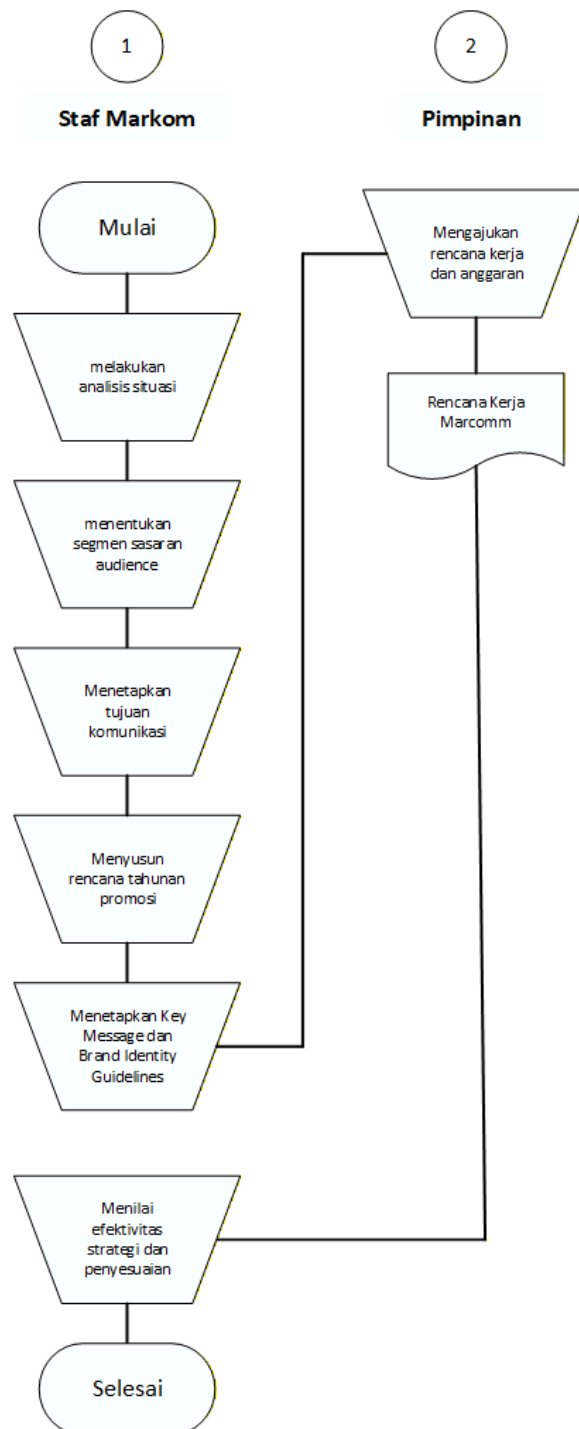 1
Staf Markom
Mulai
melakukan
analisis situasi
menentukan
segmen sasaran
audience
Menetapkan
tujuan
komunikasi
Menyusun
rencana tahunan
promosi
Menetapkan Key
Message dan
Brand Identity
Guidelines
2
Pimpinan
Mengajukan
rencana kerja
dan anggaran
Rencana Kerja
Marcomm
Menilai
efektivitas
strategi dan
penyesuaian
Selesai